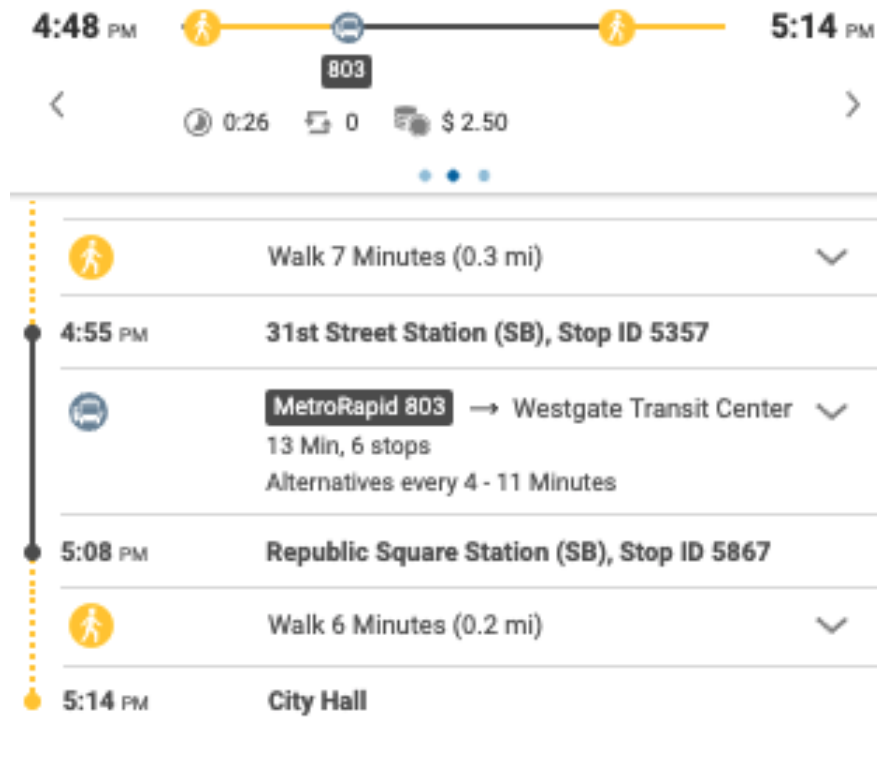 4:48 PM 5:14 PM
803
0:26 0 $ 2.50
Walk 7 Minutes (0.3 mi)
4:55 PM 31st Street Station (SB), Stop ID 5357
MetroRapid 803 → Westgate Transit Center
13 Min, 6 stops
Alternatives every 4 - 11 Minutes
5:08 PM Republic Square Station (SB), Stop ID 5867
Walk 6 Minutes (0.2 mi)
5:14 PM City Hall